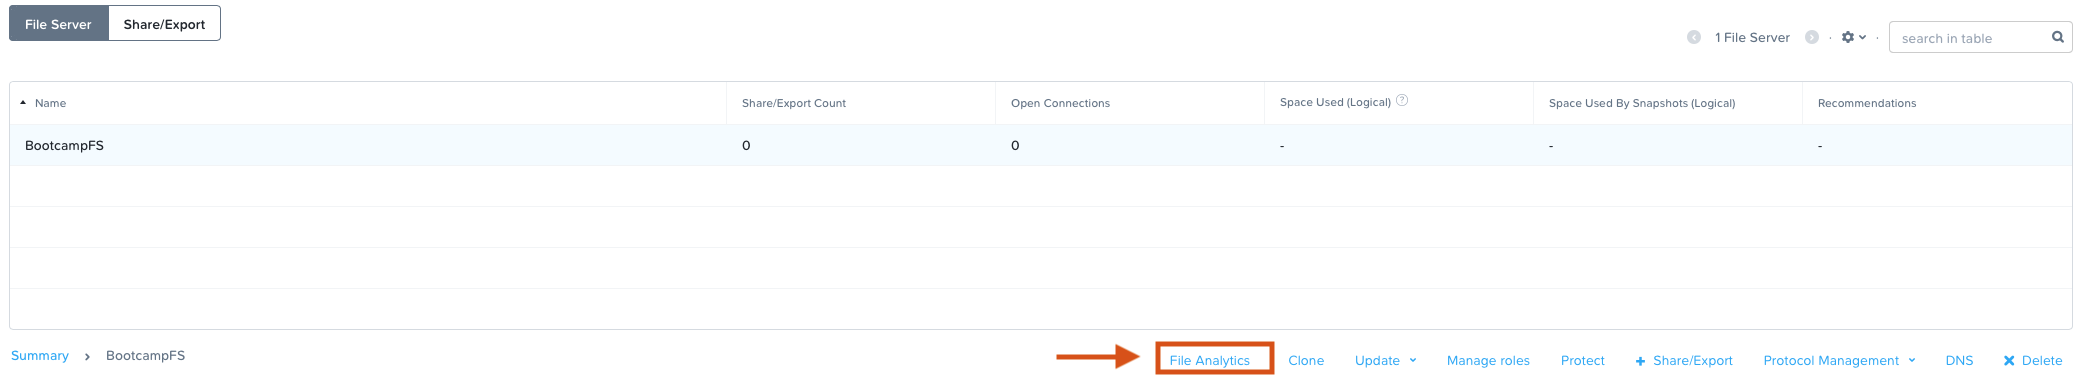 File Server Share/Export
1 File Server search in table
Name Share/Export Count Open Connections Space Used (Logical) ? Space Used By Snapshots (Logical) Recommendations
BootcampFS 0 0 - - -
Summary > BootcampFS File Analytics Clone Update Manage roles Protect + Share/Export Protocol Management DNS × Delete